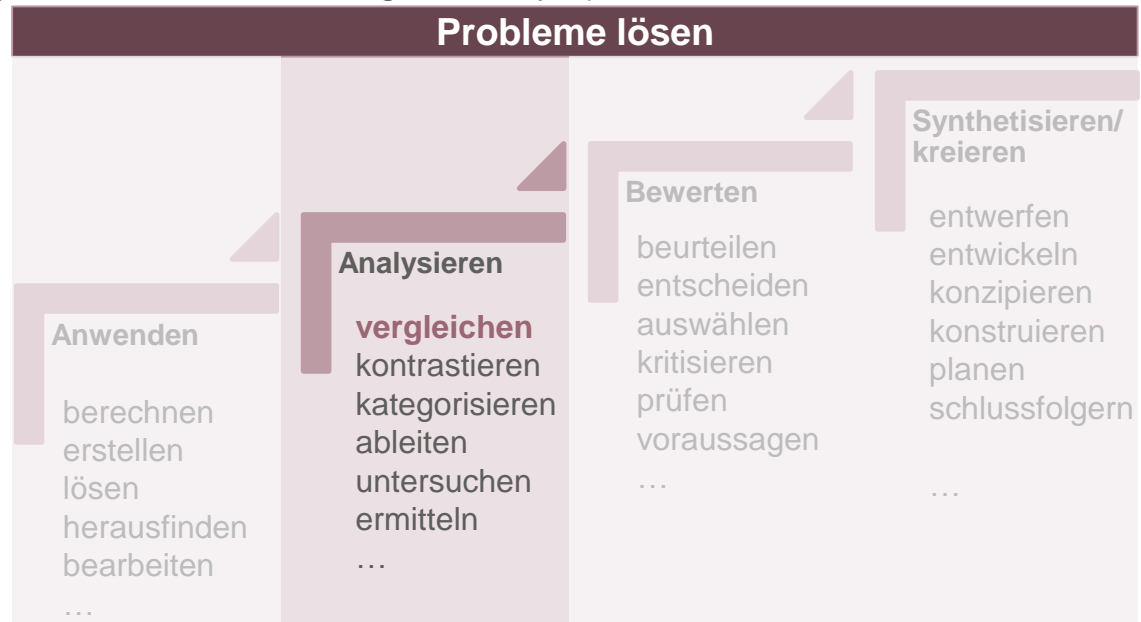 Probleme lösen
Anwenden
berechnen
erstellen
lösen
herausfinden
bearbeiten
…
Analysieren
vergleichen
kontrastieren
kategorisieren
ableiten
untersuchen
ermitteln
…
Bewerten
beurteilen
entscheiden
auswählen
kritisieren
prüfen
voraussagen
…
Synthetisieren/
kreieren
entwerfen
entwickeln
konzipieren
konstruieren
planen
schlussfolgern
…